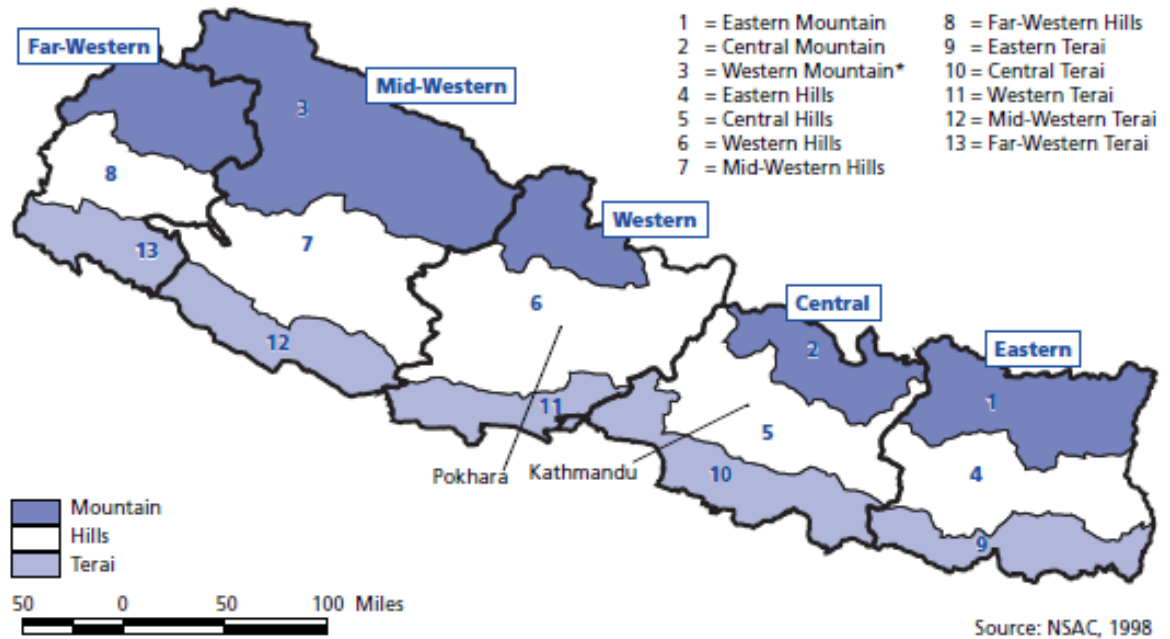 1 = Eastern Mountain
2 = Central Mountain
3 = Western Mountain*
4 = Eastern Hills
5 = Central Hills
6 = Western Hills
7 = Mid-Western Hills
8 = Far-Western Hills
9 = Eastern Terai
10 = Central Terai
11 = Western Terai
12 = Mid-Western Terai
13 = Far-Western Terai
Far-Western
Mid-Western
3
8
Western
13
7
6
Central
12
2
Eastern
1
11
5
Pokhara
Kathmandu
10
4
9
Mountain
Hills
Terai
50 0 50 100 Miles
Source: NSAC, 1998